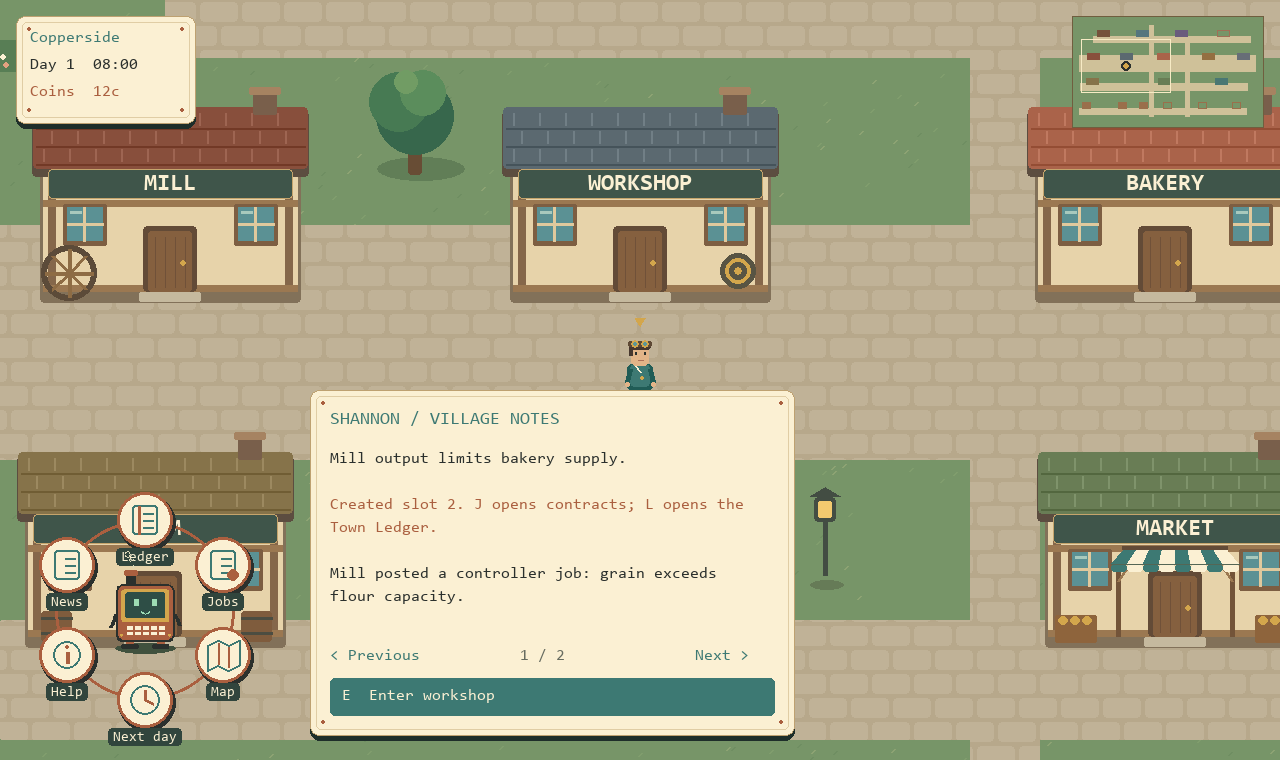 Copperside
Day 1 08:00
Coins 12c
MILL
WORKSHOP
BAKERY
MARKET
SHANNON / VILLAGE NOTES
Mill output limits bakery supply.
Created slot 2. J opens contracts; L opens the
Town Ledger.
Mill posted a controller job: grain exceeds
flour capacity.
< Previous
1 / 2
Next >
E Enter workshop
Ledger
News
Jobs
Help
Map
Next day